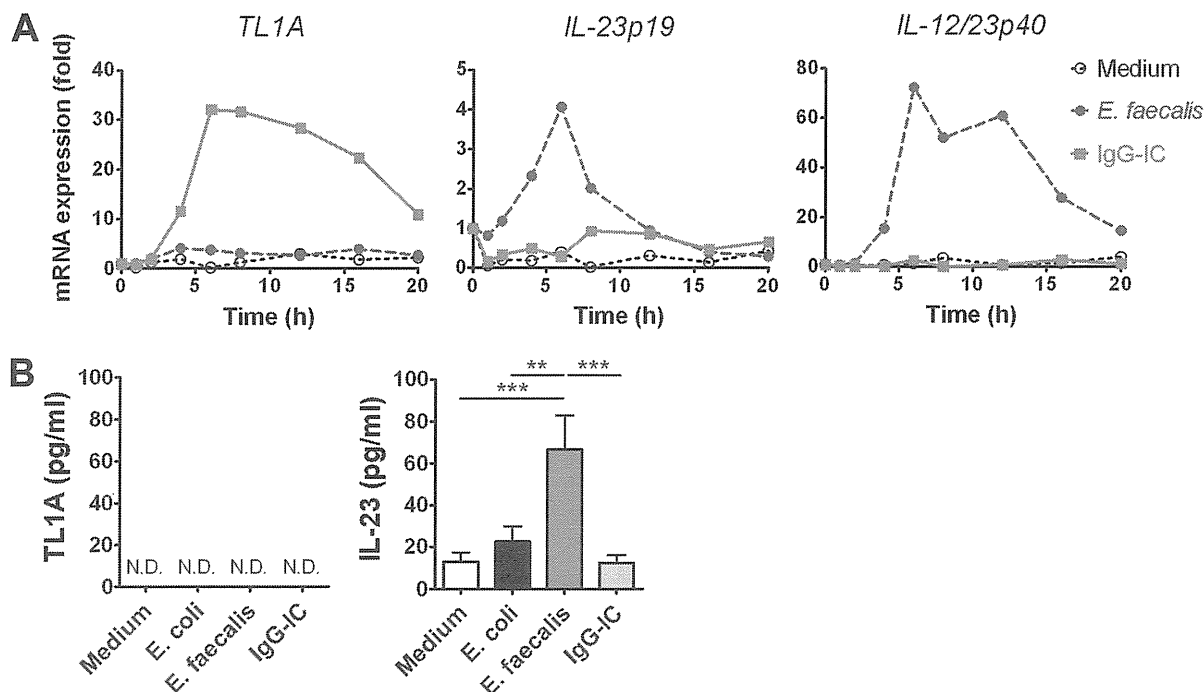 A
TL1A
IL-23p19
IL-12/23p40
mRNA expression (fold)
40
30
20
10
0
0 5 10 15 20
Time (h)
5
4
3
2
1
0
0 5 10 15 20
Time (h)
80
60
40
20
0
0 5 10 15 20
Time (h)
Medium
E. faecalis
IgG-IC
B
TL1A (pg/ml)
100
80
60
40
20
0
N.D. N.D. N.D. N.D.
Medium
E. coli
E. faecalis
IgG-IC
IL-23 (pg/ml)
100
80
60
40
20
0
** ***
***
Medium
E. coli
E. faecalis
IgG-IC